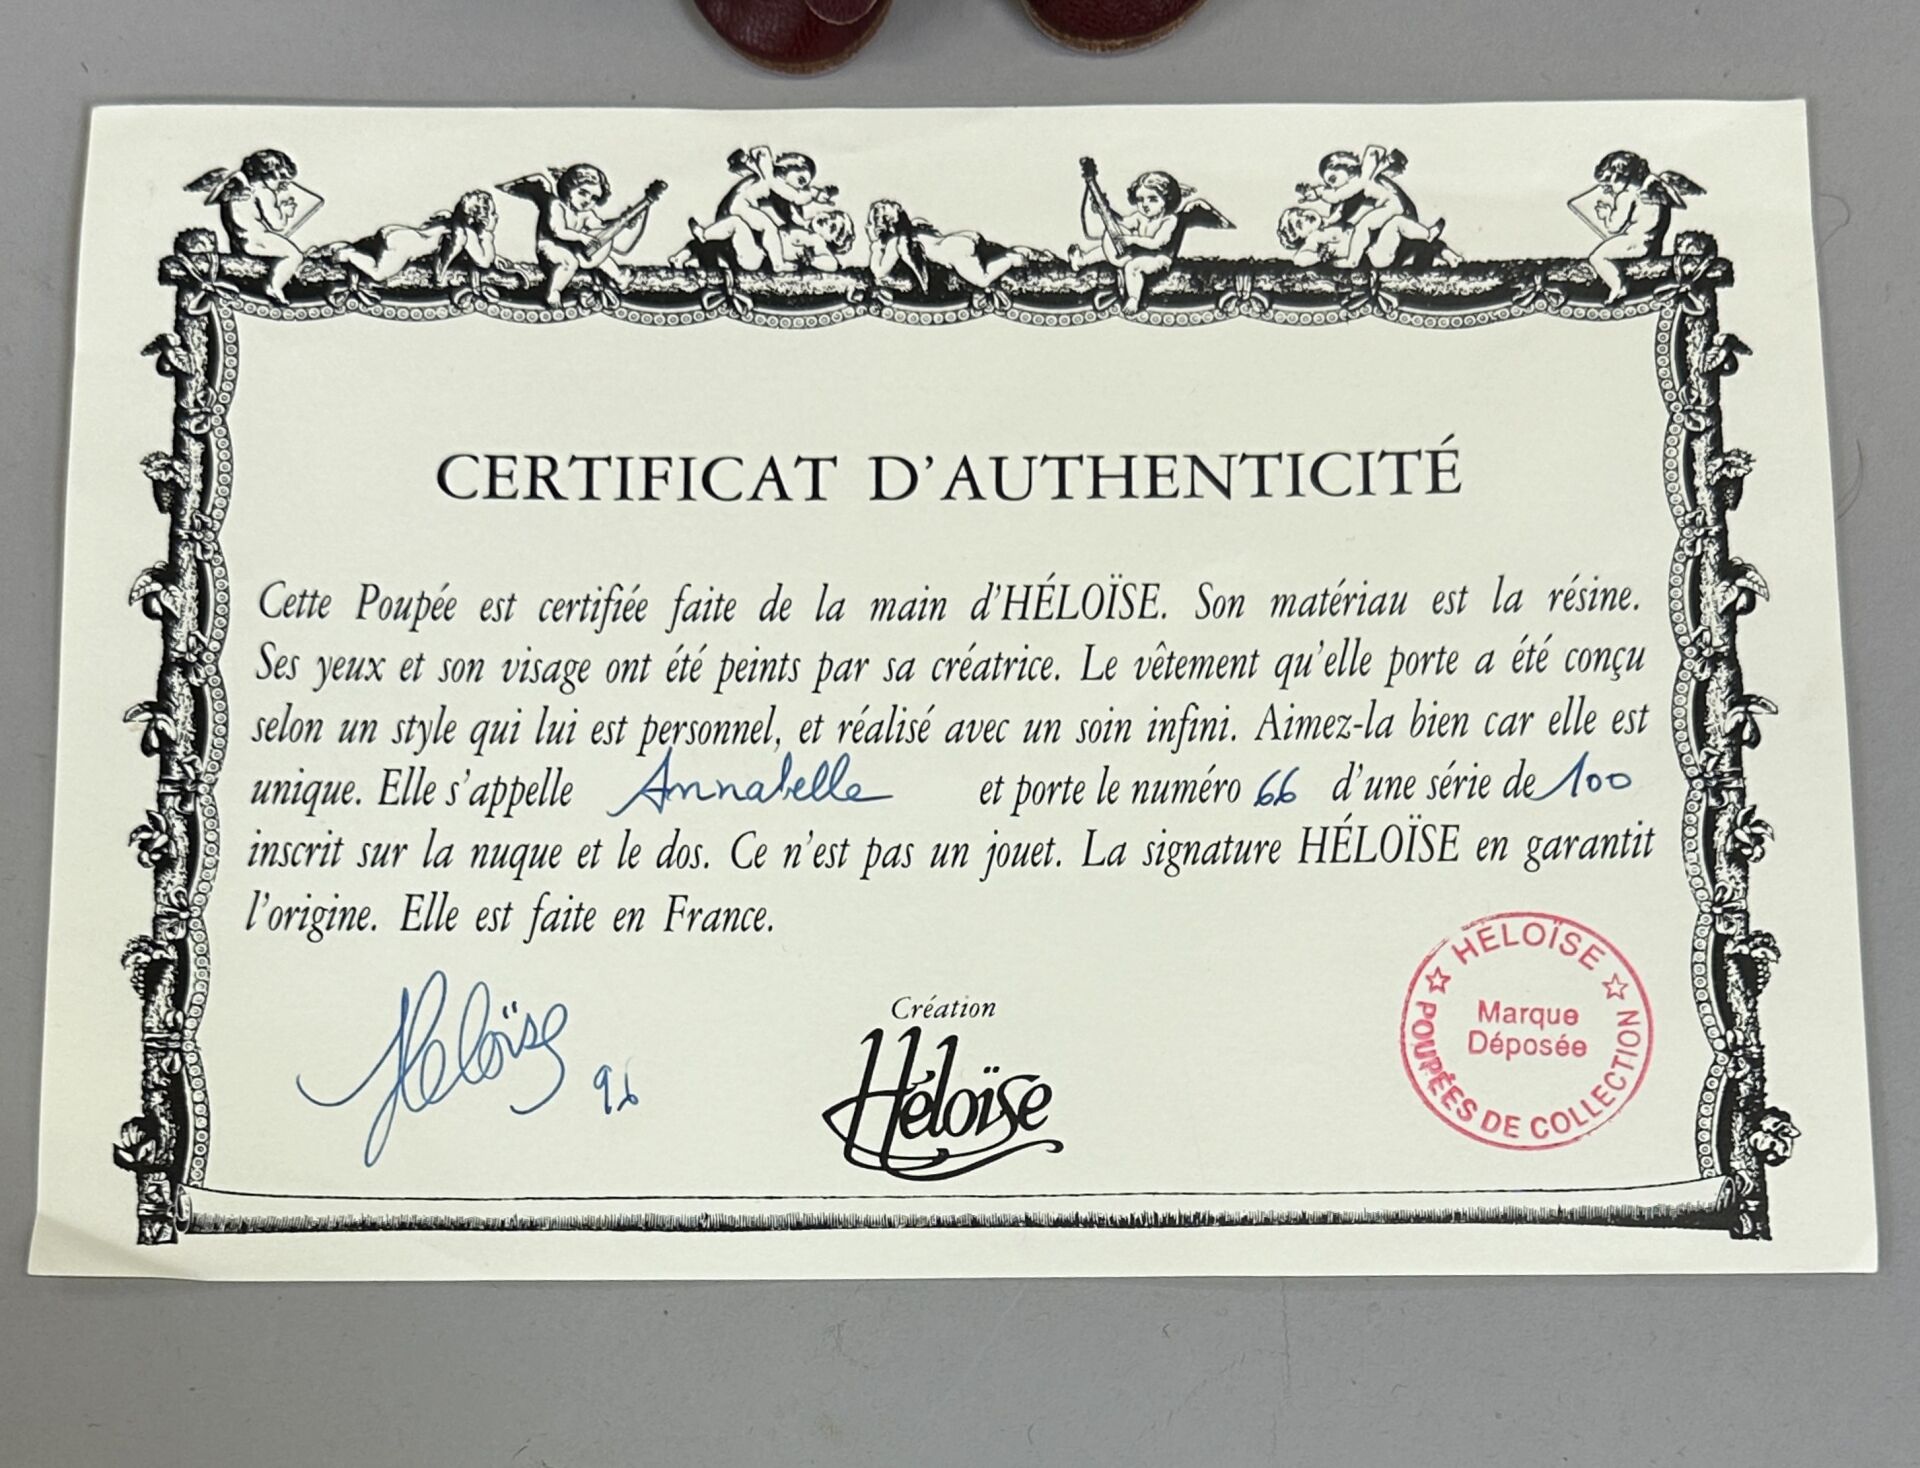 CERTIFICAT D'AUTHENTICITÉ
Cette Poupée est certifiée faite de la main d'HÉLOÏSE. Son matériau est la résine.
Ses yeux et son visage ont été peints par sa créatrice. Le vêtement qu'elle porte a été conçu
selon un style qui lui est personnel, et réalisé avec un soin infini. Aimez-la bien car elle est
unique. Elle s'appelle Annabelle et porte le numéro 66 d'une série de 100
inscrit sur la nuque et le dos. Ce n'est pas un jouet. La signature HÉLOÏSE en garantit
l'origine. Elle est faite en France.
Héloïse 96
Création
Héloïse
HÉLOÏSE
Marque
Déposée
POUPÉES DE COLLECTION